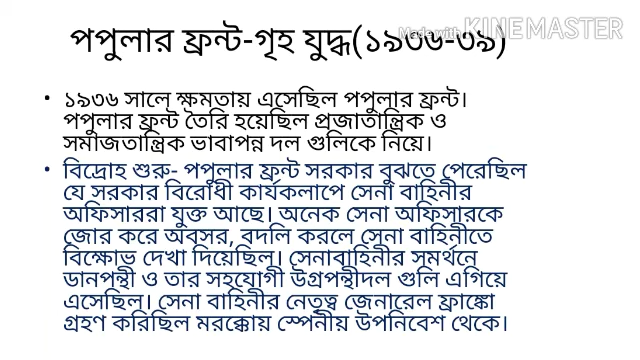 পপুলার ফ্রন্ট-গৃহ যুদ্ধ(১৯৩৬-৩৯)
Made with KINEMASTER
• ১৯৩৬ সালে ক্ষমতায় এসেছিল পপুলার ফ্রন্ট।
পপুলার ফ্রন্ট তৈরি হয়েছিল প্রজাতান্ত্রিক ও
সমাজতান্ত্রিক ভাবাপন্ন দল গুলিকে নিয়ে।
• বিদ্রোহ শুরু- পপুলার ফ্রন্ট সরকার বুঝতে পেরেছিল
যে সরকার বিরোধী কার্যকলাপে সেনা বাহিনীর
অফিসাররা যুক্ত আছে। অনেক সেনা অফিসারকে
জোর করে অবসর, বদলি করলে সেনা বাহিনীতে
বিক্ষোভ দেখা দিয়েছিল। সেনাবাহিনীর সমর্থনে
ডানপন্থী ও তার সহযোগী উগ্রপন্থীদল গুলি এগিয়ে
এসেছিল। সেনা বাহিনীর নেতৃত্ব জেনারেল ফ্রাঙ্কো
গ্রহণ করিছিল মরক্কোয় স্পেনীয় উপনিবেশ থেকে।